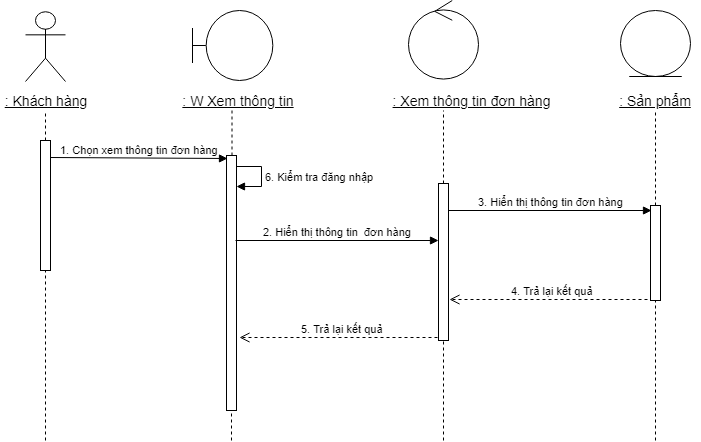 : Khách hàng
: W Xem thông tin
: Xem thông tin đơn hàng
: Sản phẩm
1. Chọn xem thông tin đơn hàng
6. Kiểm tra đăng nhập
3. Hiển thị thông tin đơn hàng
2. Hiển thị thông tin đơn hàng
4. Trả lại kết quả
5. Trả lại kết quả